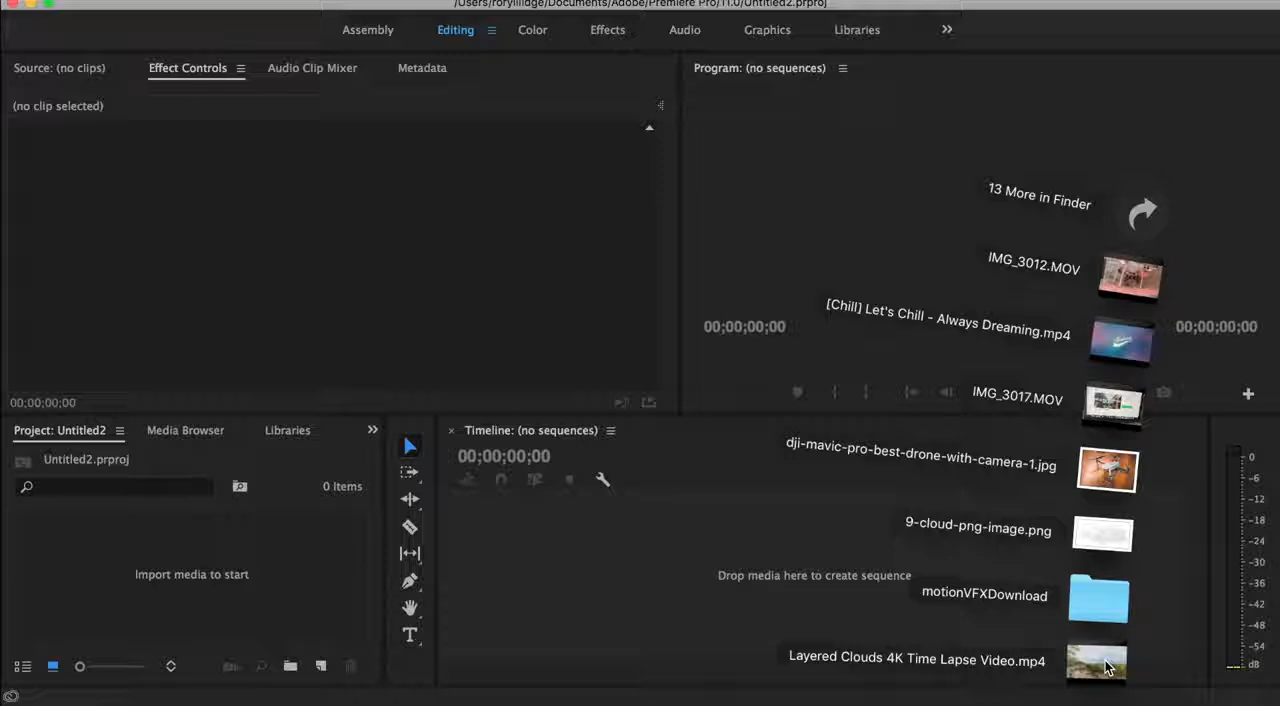 /Users/roryllidge/Documents/Adobe/Premiere Pro/11.0/Untitled2.prproj
Assembly Editing Color Effects Audio Graphics Libraries
Source: (no clips) Effect Controls Audio Clip Mixer Metadata
Program: (no sequences)
(no clip selected)
13 More in Finder
IMG_3012.MOV
[Chill] Let's Chill - Always Dreaming.mp4
00;00;00;00
00;00;00;00
IMG_3017.MOV
00;00;00;00
Project: Untitled2 Media Browser Libraries
Timeline: (no sequences)
00;00;00;00
Untitled2.prproj
0 Items
dji-mavic-pro-best-drone-with-camera-1.jpg
9-cloud-png-image.png
Import media to start
Drop media here to create sequence
motionVFXDownload
Layered Clouds 4K Time Lapse Video.mp4
0
-6
-12
-18
-24
-30
-36
-42
-48
-54
dB